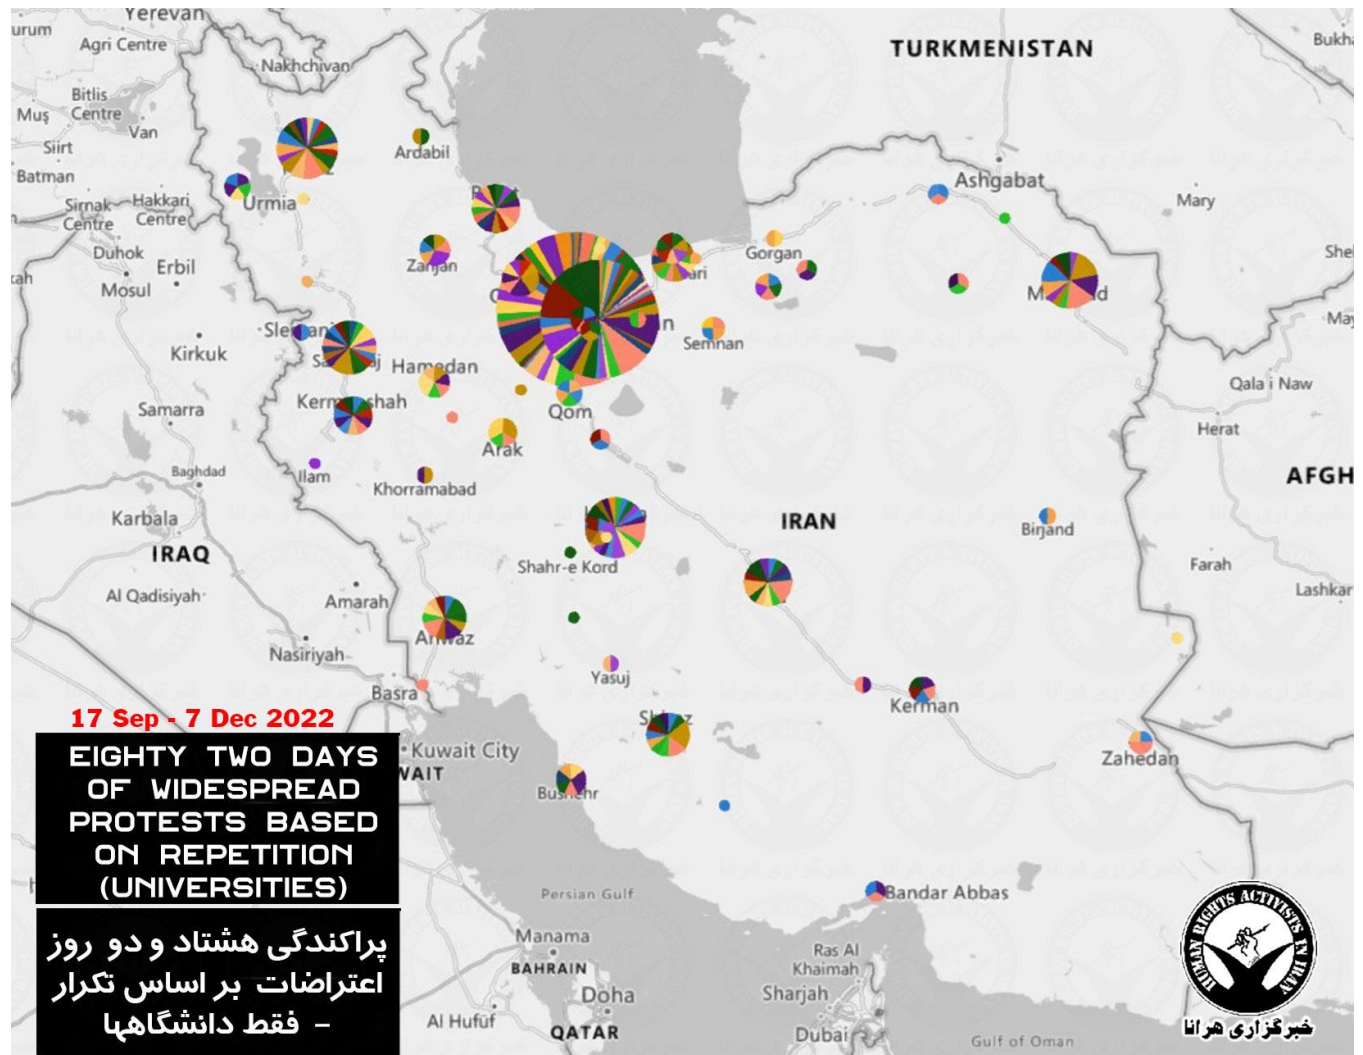 Yerevan
TURKMENISTAN
Agri Centre
Nakhchivan
Bitlis
Centre
Muş
Van
Siirt
Ardabil
Batman
Ashgabat
Sirnak
Centre
Hakkari
Centre
Urmia
Mary
Duhok
Erbil
Zanjan
Gorgan
Mosul
Semnan
Kirkuk
Hamedan
Qala i Naw
Samarra
Qom
Herat
Arak
Baghdad
Ilam
Khorramabad
AFGH
Karbala
IRAN
Birjand
IRAQ
Shahr-e Kord
Farah
Al Qadisiyah
Amarah
Lashkar
Nasiriyah
Yasuj
Basra
Kerman
17 Sep - 7 Dec 2022
Kuwait City
Zahedan
EIGHTY TWO DAYS
OF WIDESPREAD
PROTESTS BASED
ON REPETITION
(UNIVERSITIES)
Persian Gulf
Bandar Abbas
پراکندگی هشتاد و دو روز
اعتراضات بر اساس تکرار
– فقط دانشگاهها
Manama
BAHRAIN
Ras Al
Khaimah
Doha
Sharjah
Al Hufūf
QATAR
Dubai
Gulf of Oman
HUMAN RIGHTS ACTIVISTS IN IRAN
خبرگزاری هرانا